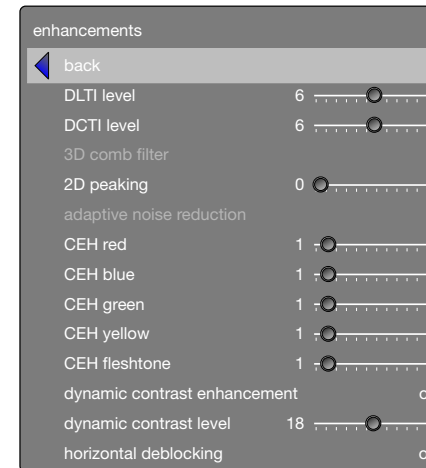 enhancements
back
DLTI level 6
DCTI level 6
3D comb filter
2D peaking 0
adaptive noise reduction
CEH red 1
CEH blue 1
CEH green 1
CEH yellow 1
CEH fleshtone 1
dynamic contrast enhancement
dynamic contrast level 18
horizontal deblocking